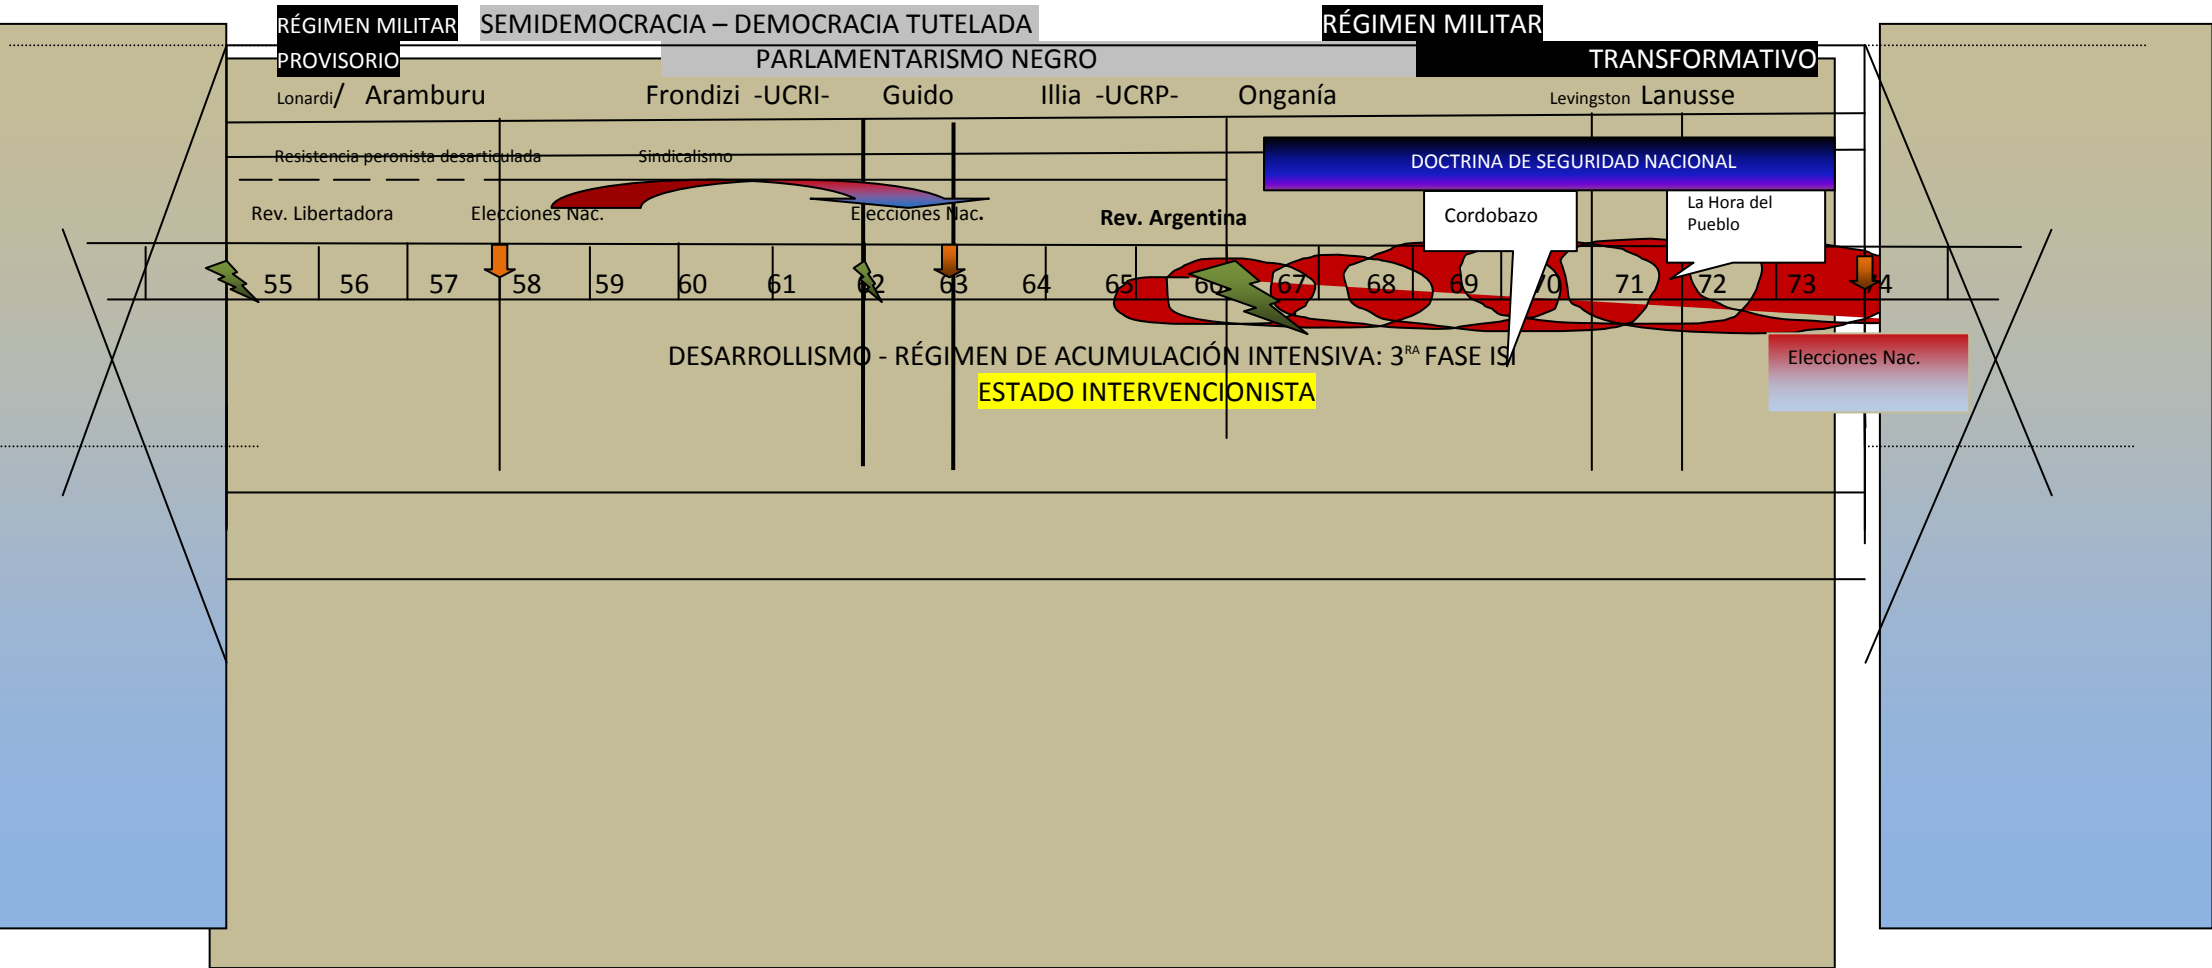 RÉGIMEN MILITAR SEMIDEMOCRACIA – DEMOCRACIA TUTELADA RÉGIMEN MILITAR
PROVISORIO PARLAMENTARISMO NEGRO TRANSFORMATIVO
Lonardi/ Aramburu Frondizi -UCRI- Guido Illia -UCRP- Onganía Levingston Lanusse
Resistencia peronista desarticulada Sindicalismo DOCTRINA DE SEGURIDAD NACIONAL
Rev. Libertadora Elecciones Nac. Elecciones Nac. Rev. Argentina Cordobazo La Hora del
Pueblo
55 56 57 58 59 60 61 62 63 64 65 66 67 68 69 70 71 72 73 74
DESARROLLISMO - RÉGIMEN DE ACUMULACIÓN INTENSIVA: 3RA FASE ISI Elecciones Nac.
ESTADO INTERVENCIONISTA